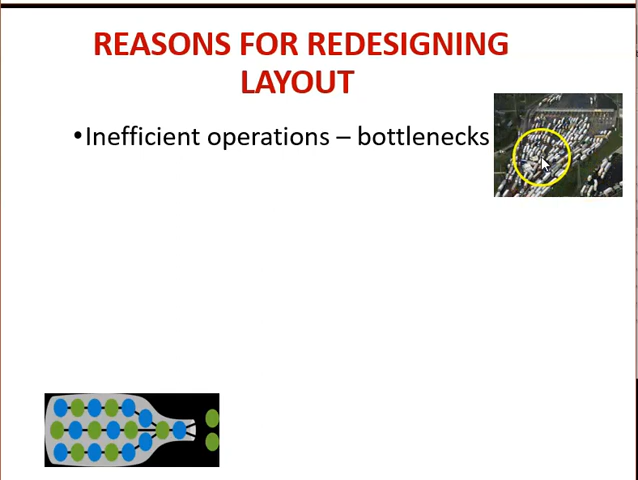 REASONS FOR REDESIGNING
LAYOUT
•Inefficient operations – bottlenecks